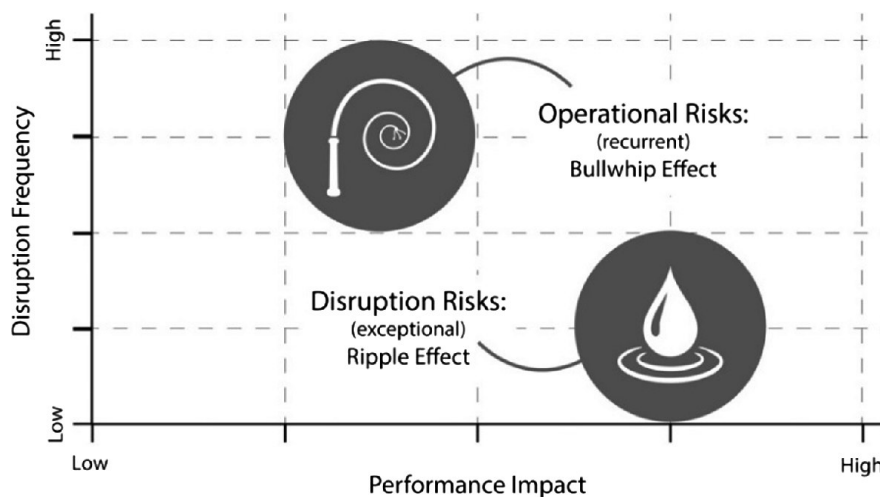 High
Disruption Frequency
Operational Risks:
(recurrent)
Bullwhip Effect
Disruption Risks:
(exceptional)
Ripple Effect
Low
Low
High
Performance Impact